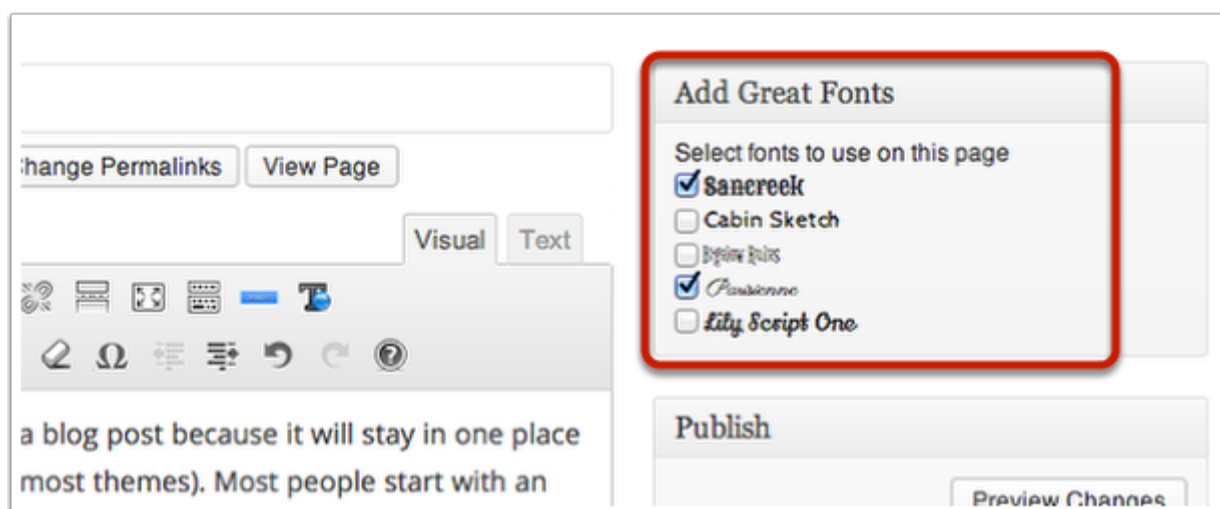 Change Permalinks
View Page
Visual
Text
a blog post because it will stay in one place
most themes). Most people start with an
Add Great Fonts
Select fonts to use on this page
Sancreek
Cabin Sketch
Parisienne
Lily Script One
Publish
Preview Changes